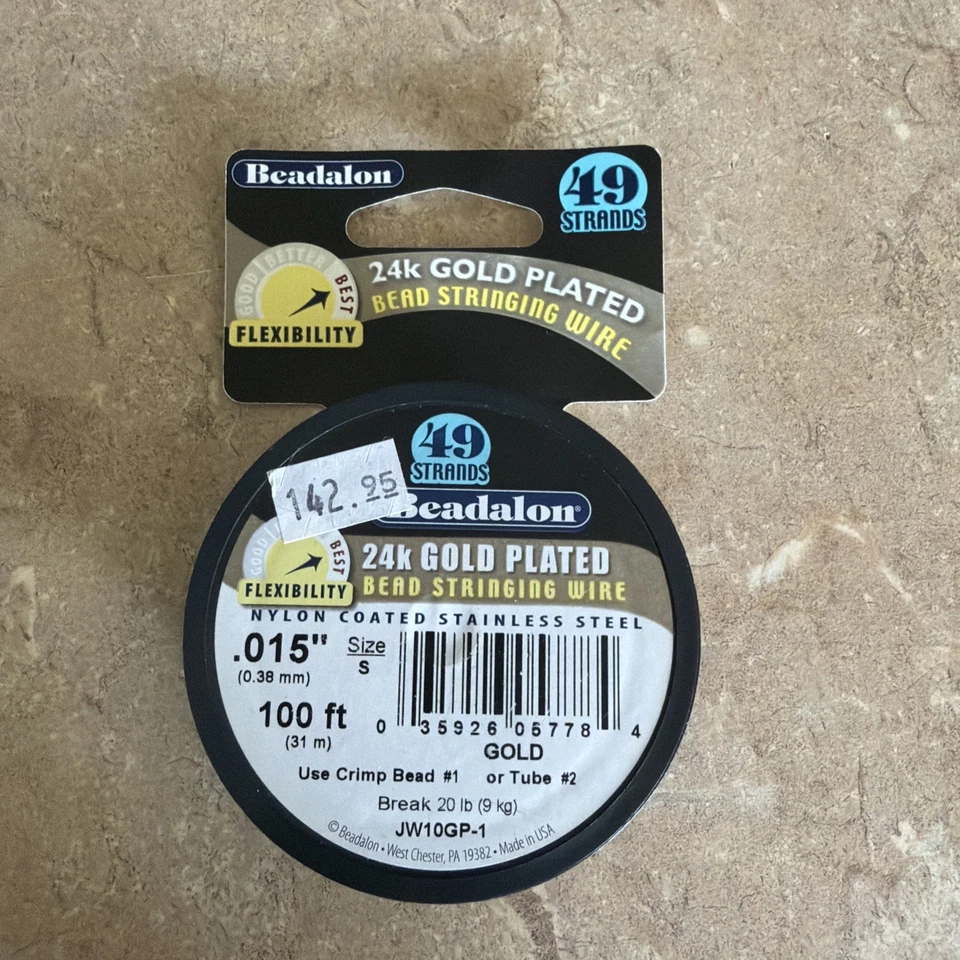 Beadalon
49
STRANDS
GOOD BETTER BEST
FLEXIBILITY
24k GOLD PLATED
BEAD STRINGING WIRE
49
STRANDS
142.95
Beadalon®
GOOD BEST
FLEXIBILITY
24k GOLD PLATED
BEAD STRINGING WIRE
NYLON COATED STAINLESS STEEL
.015"
(0.38 mm)
Size
S
100 ft
(31 m)
0 35926 05778 4
GOLD
Use Crimp Bead #1 or Tube #2
Break 20 lb (9 kg)
JW10GP-1
© Beadalon • West Chester, PA 19382 • Made in USA